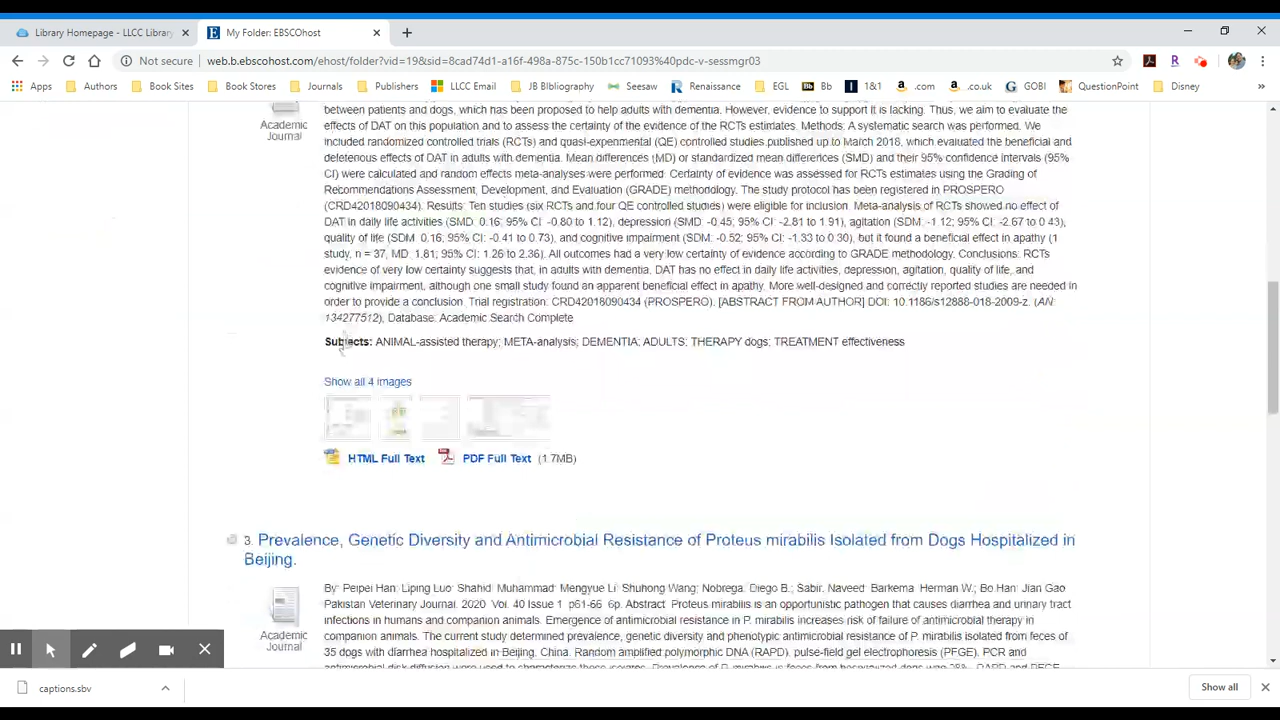 Library Homepage - LLCC Library
My Folder: EBSCOhost
Not secure
web.b.ebscohost.com/ehost/folder?vid=19&sid=
ad74d1-a16f-498a-875c-150b1cc71093%40pdc-v-sessmgr03
Apps Authors Book Sites Book Stores Journals Publishers LLCC Email JB BIbliography Seesaw Renaissance EGL Bb 1&1 .com .co.uk GOBI QuestionPoint Disney »
between patients and dogs, which has been proposed to help adults with dementia. However, evidence to support it is lacking. Thus, we aim to evaluate the
Academic
Journal
effects of DAT on this population and to assess the certainty of the evidence of the RCTs estimates. Methods: A systematic search was performed. We
included randomized controlled trials (RCTs) and quasi-expenmental (QE) controlled studies published up to March 2018, which evaluated the beneficial and
deletenous effects of DAT in adults with dementia. Mean differences (MD) or standardized mean differences (SMD) and their 95% confidence intervals (95%
CI) were calculated and random effects meta-analyses were performed. Certainty of evidence was assessed for RCTs estimates using the Grading of
Recommendations Assessment, Development, and Evaluation (GRADE) methodology. The study protocol has been registered in PROSPERO
(CRD42018090434). Results: Ten studies (six RCTs and four QE controlled studies) were eligible for inclusion. Meta-analysis of RCTs showed no effect of
DAT in daily life activities (SMD: 0.16; 95% CI: -0.80 to 1.12), depression (SMD: -0.45; 95% CI: -2.81 to 1.91), agitation (SDM: -1.12; 95% CI: -2.67 to 0.43),
quality of life (SDM: 0.16; 95% CI: -0.41 to 0.73), and cognitive impairment (SDM: -0.52; 95% CI: -1.33 to 0.30), but it found a beneficial effect in apathy (1
study, n = 37, MD: 1.81; 95% CI: 1.26 to 2.36). All outcomes had a very low certainty of evidence according to GRADE methodology. Conclusions: RCTs
evidence of very low certainty suggests that, in adults with dementia. DAT has no effect in daily life activities, depression, agitation, quality of life, and
cognitive impairment, although one small study found an apparent beneficial effect in apathy. More well-designed and correctly reported studies are needed in
order to provide a conclusion. Trial registration: CRD42018090434 (PROSPERO). [ABSTRACT FROM AUTHOR] DOI: 10.1186/s12888-018-2009-z. (AN
134277512), Database: Academic Search Complete
Subjects: ANIMAL-assisted therapy; META-analysis; DEMENTIA; ADULTS; THERAPY dogs; TREATMENT effectiveness
Show all 4 images
HTML Full Text PDF Full Text (1.7MB)
3. Prevalence, Genetic Diversity and Antimicrobial Resistance of Proteus mirabilis Isolated from Dogs Hospitalized in
Beijing.
Academic
Journal
By: Peipei Han; Liping Luo; Shahid, Muhammad; Mengyue Li; Shuhong Wang; Nobrega, Diego B.; Sabir, Naveed; Barkema, Herman W.; Bo Han; Jian Gao.
Pakistan Veterinary Journal. 2020, Vol. 40 Issue 1, p61-66. 6p. Abstract: Proteus mirabilis is an opportunistic pathogen that causes diarrhea and urinary tract
infections in humans and companion animals. Emergence of antimicrobial resistance in P. mirabilis increases risk of failure of antimicrobial therapy in
companion animals. The current study determined prevalence, genetic diversity and phenotypic antimicrobial resistance of P. mirabilis isolated from feces of
35 dogs with diarrhea hospitalized in Beijing, China. Random amplified polymorphic DNA (RAPD), pulse-field gel electrophoresis (PFGE), PCR and
captions.sbv
Show all